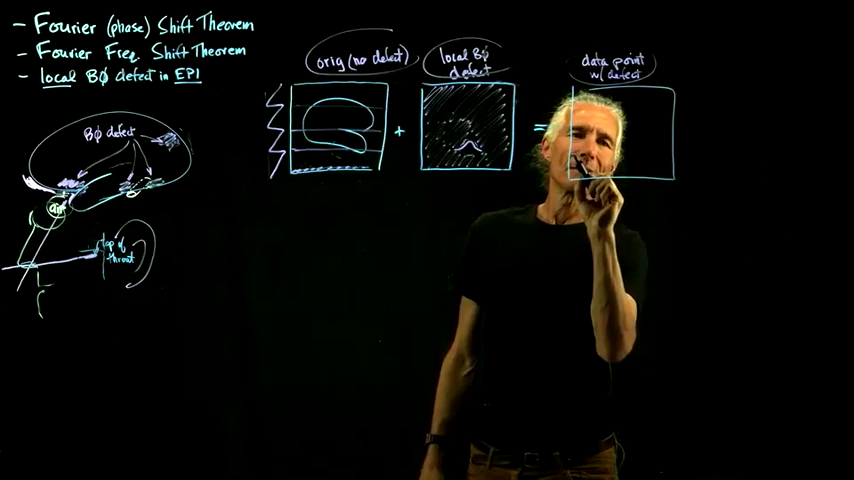 - Fourier (phase) Shift Theorem
- Fourier Freq. Shift Theorem
- local BØ defect in EPI
BØ defect
air
top of
throat
orig (no defect)
+
local BØ
defect
=
data point
w/ defect